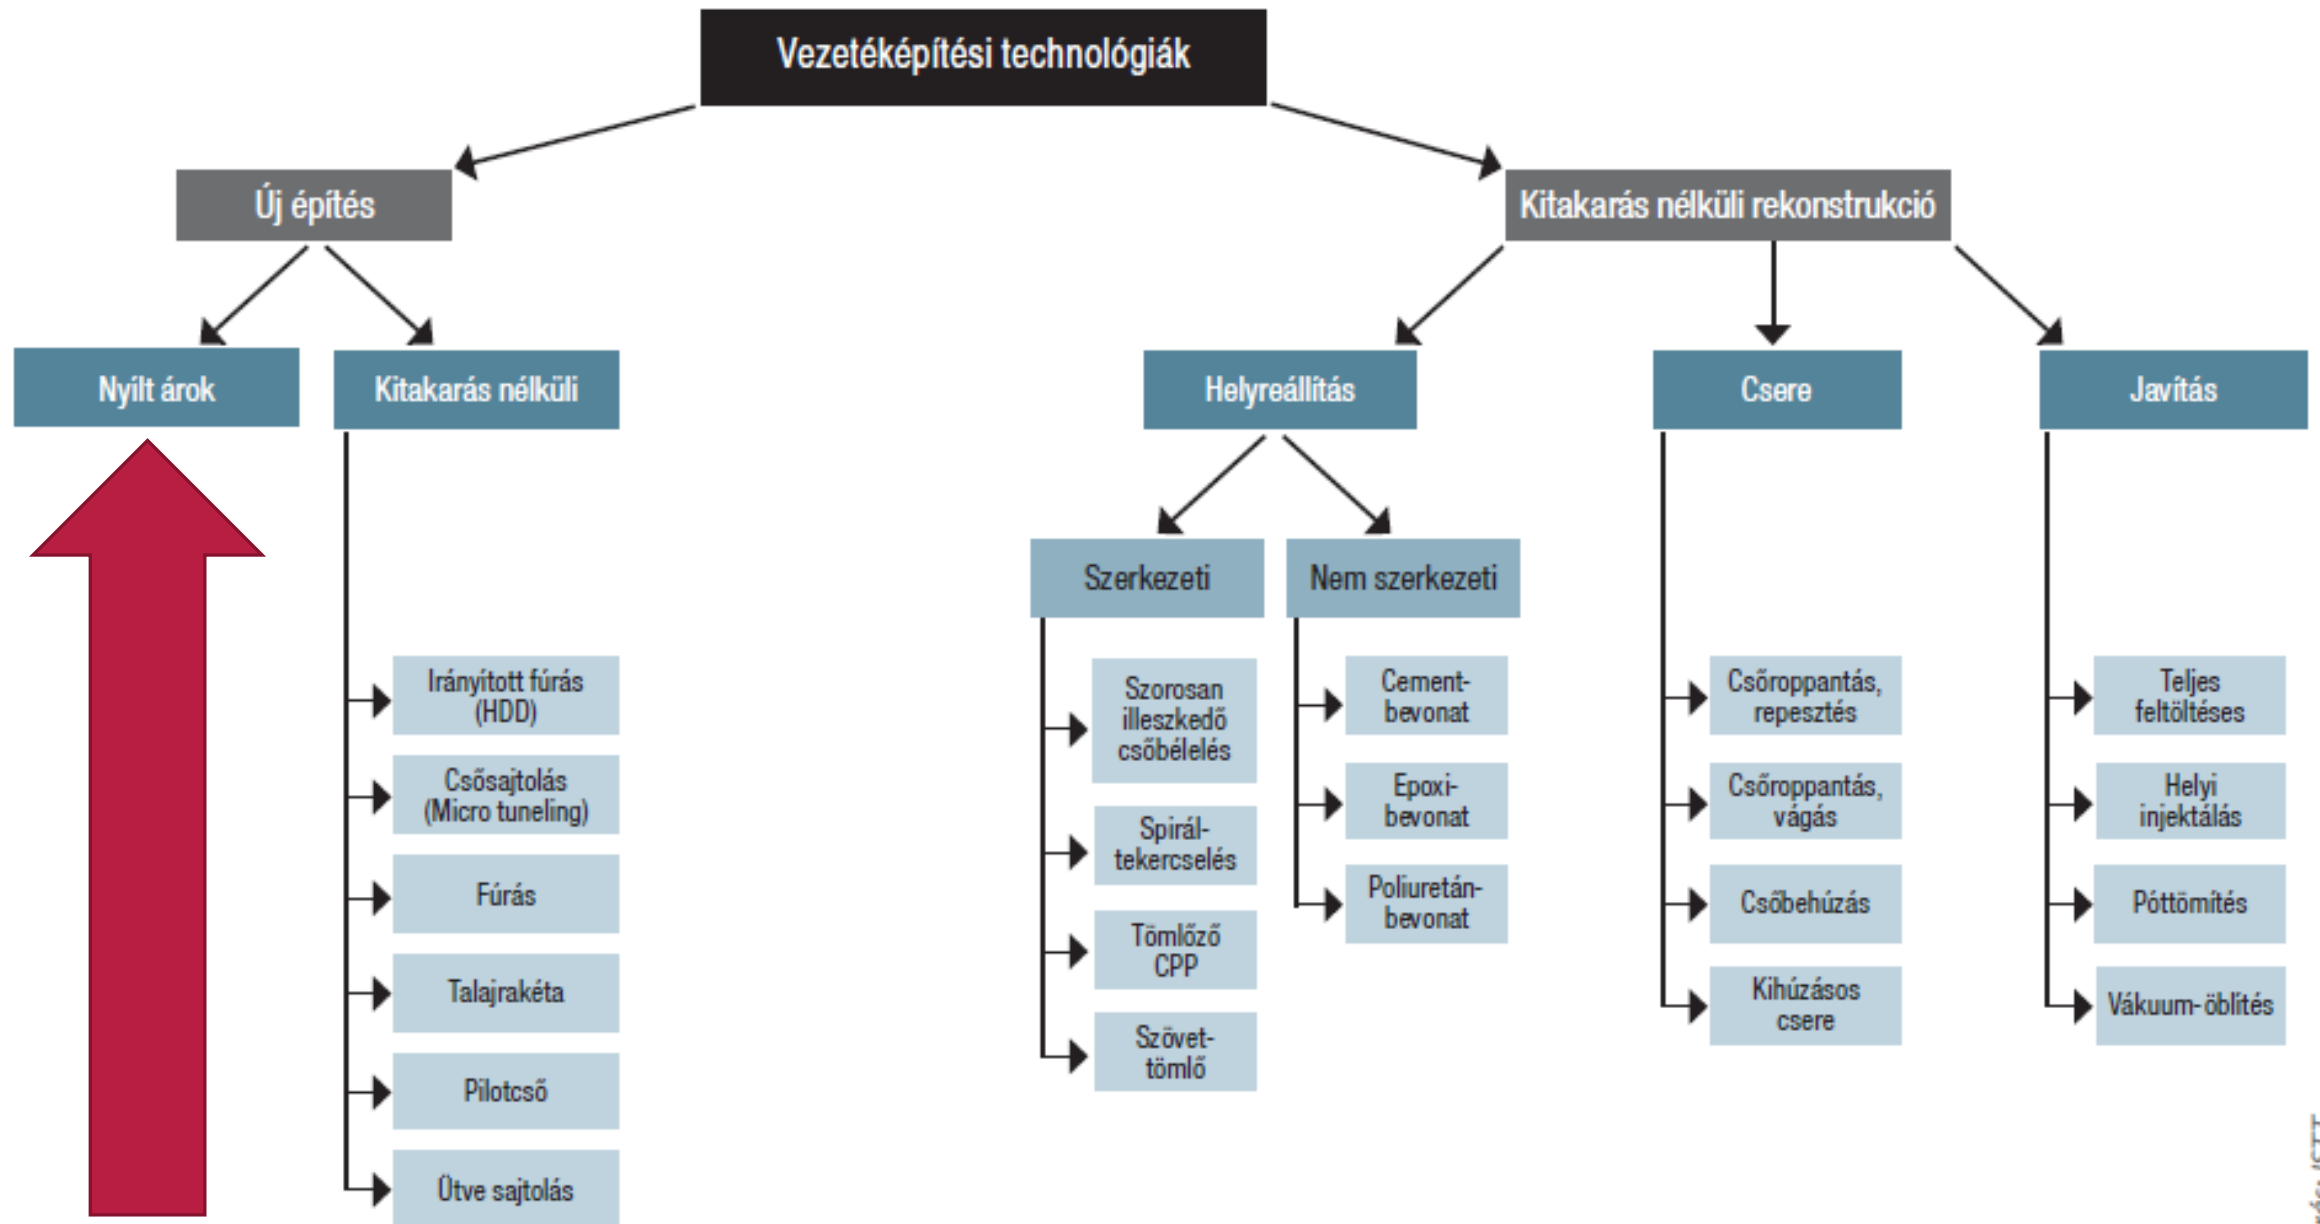 Vezetéképítési technológiák
Új építés
Kitakarás nélküli rekonstrukció
Nyílt árok
Kitakarás nélküli
Helyreállítás
Csere
Javítás
Szerkezeti
Nem szerkezeti
Irányított fúrás
(HDD)
Csősajtolás
(Micro tuneling)
Fúrás
Talajrakéta
Pilotcső
Ütve sajtolás
Szorosan
illeszkedő
csőbélelés
Spirál-
tekercselés
Tömlőző
CPP
Szövet-
tömlő
Cement-
bevonat
Epoxi-
bevonat
Poliuretán-
bevonat
Csőroppantás,
repesztés
Csőroppantás,
vágás
Csőbehúzás
Kihúzásos
csere
Teljes
feltöltéses
Helyi
injektálás
Póttömítés
Vákuum-öblítés